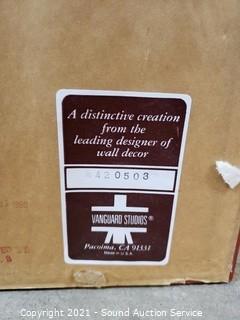 A distinctive creation
from the
leading designer of
wall decor
420503
VANGUARD STUDIOS®
Pacoima, CA 91331
MADE IN U.S.A.
Copyright 2021 - Sound Auction Service